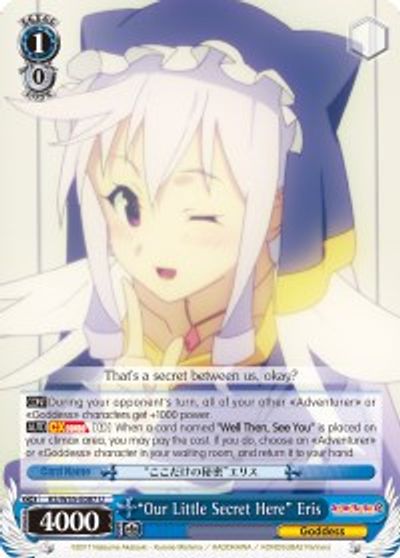 1
0
That's a secret between us, okay?
During your opponent's turn, all of your other «Adventurer» or
«Goddess» characters get +1000 power.
AUTO CX [(1)] When a card named "Well Then, See You" is placed on
your climax area, you may pay the cost. If you do, choose an «Adventurer»
or «Goddess» character in your waiting room, and return it to your hand.
Card Name "ここだけの秘密"エリス
4000 "Our Little Secret Here" Eris
Goddess